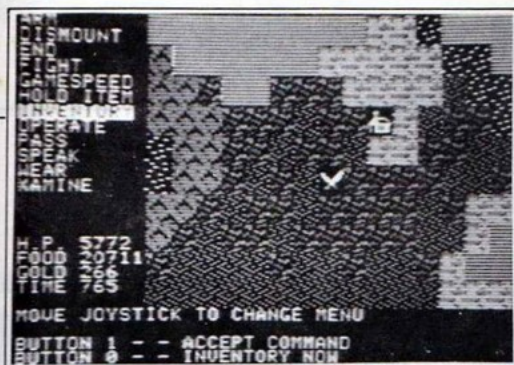 ARM
DISMOUNT
END
FIGHT
GAMESPEED
HOLD ITEM
INVENTORY
OPERATE
PASS
SPEAK
WEAR
XAMINE
H.P. 5772
FOOD 20711
GOLD 266
TIME 765
MOVE JOYSTICK TO CHANGE MENU
BUTTON 1 - - ACCEPT COMMAND
BUTTON 0 - - INVENTORY NOW